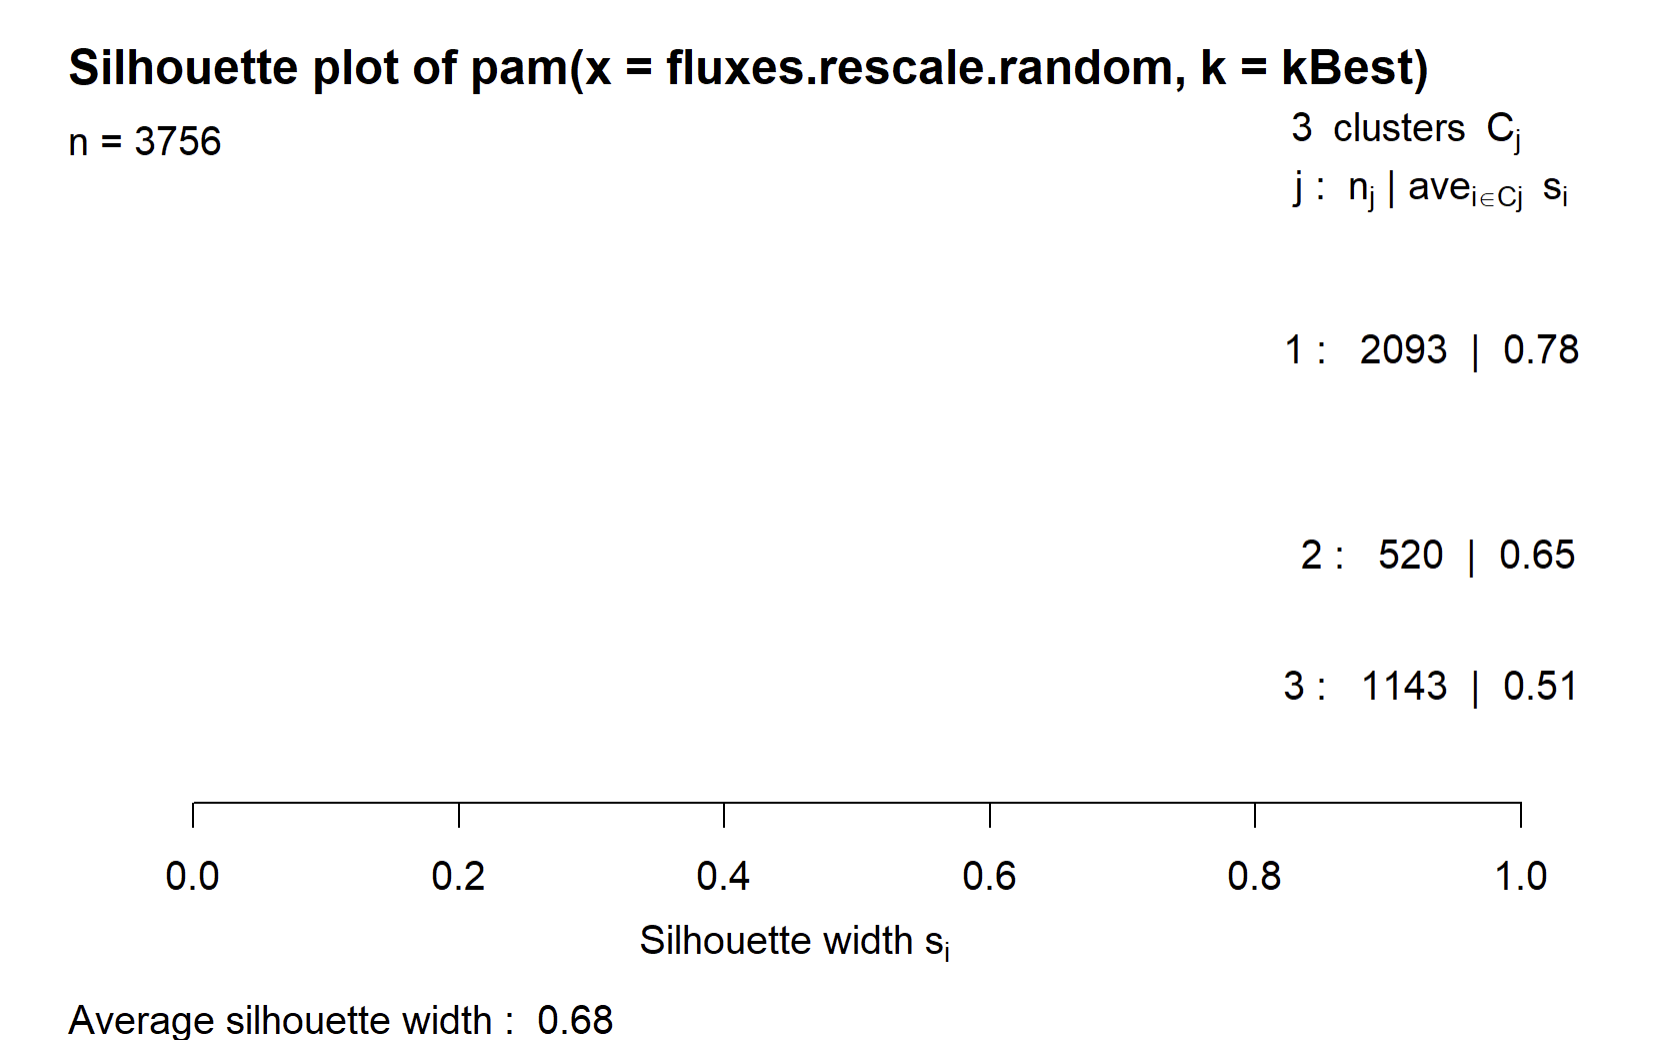 Silhouette plot of pam(x = fluxes.rescale.random, k = kBest)
n = 3756
3 clusters Cj
j : nj | avei∈Cj si
1 : 2093 | 0.78
2 : 520 | 0.65
3 : 1143 | 0.51
0.0 0.2 0.4 0.6 0.8 1.0
Silhouette width si
Average silhouette width : 0.68